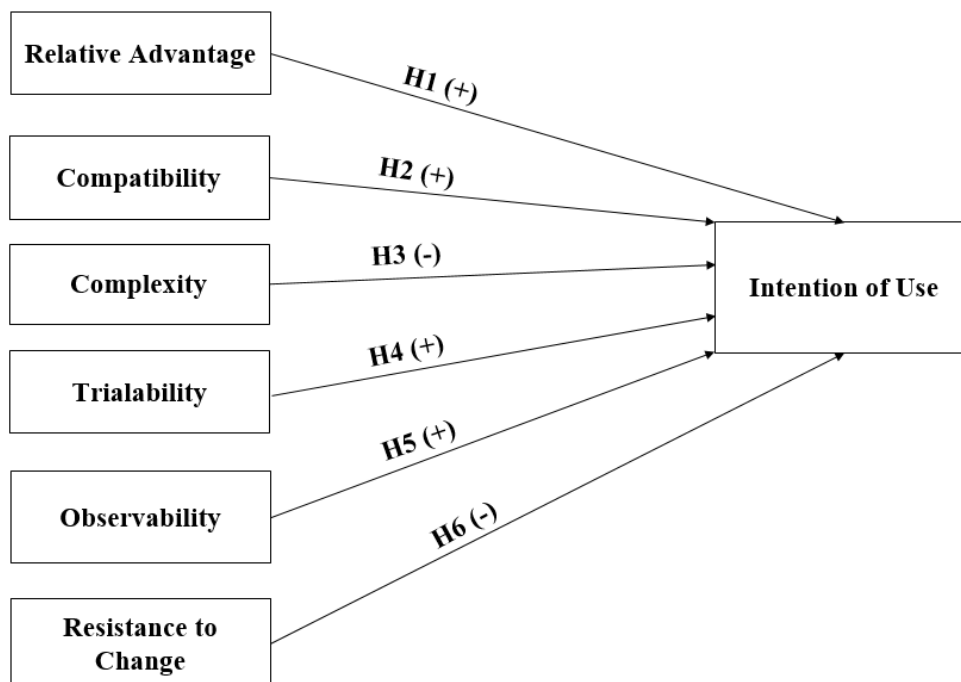 Relative Advantage
H1 (+)
Compatibility
H2 (+)
Complexity
H3 (-)
Intention of Use
Trialability
H4 (+)
Observability
H5 (+)
Resistance to
Change
H6 (-)